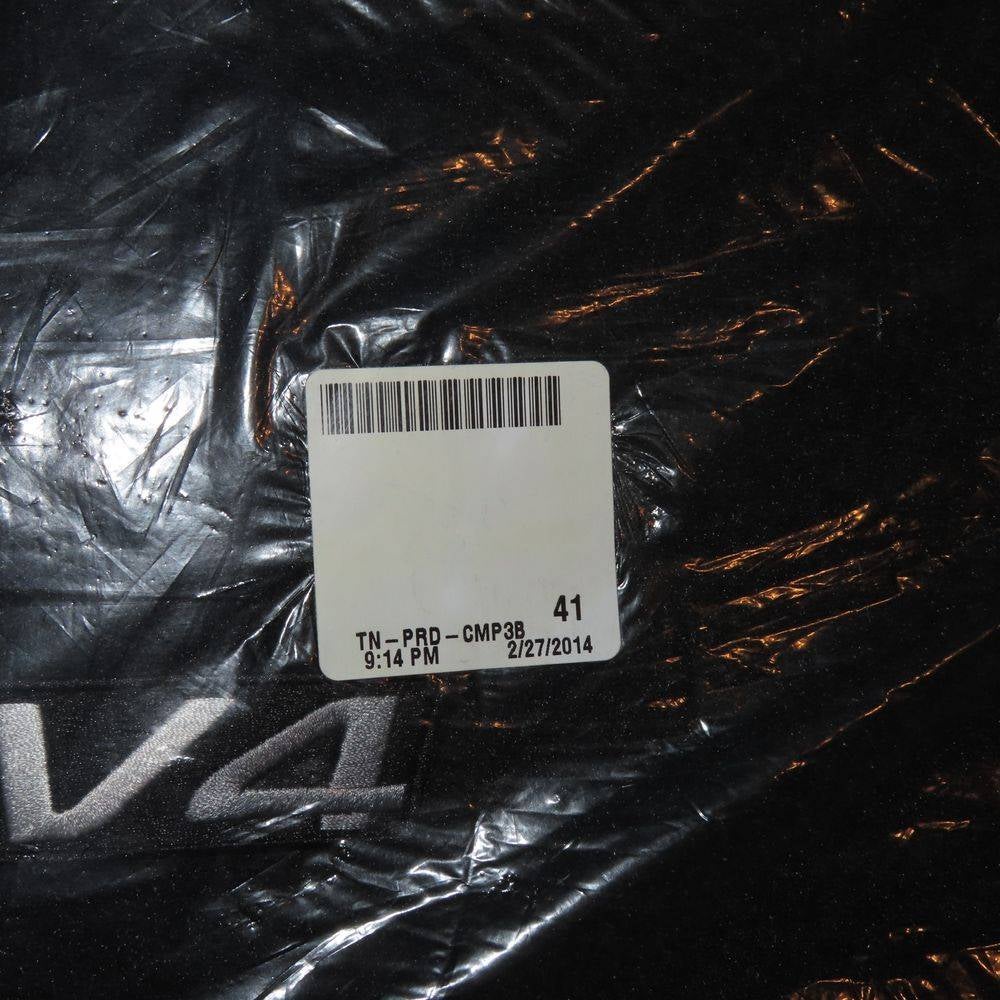 41
TN-PRD-CMP3B
9:14 PM 2/27/2014
V4